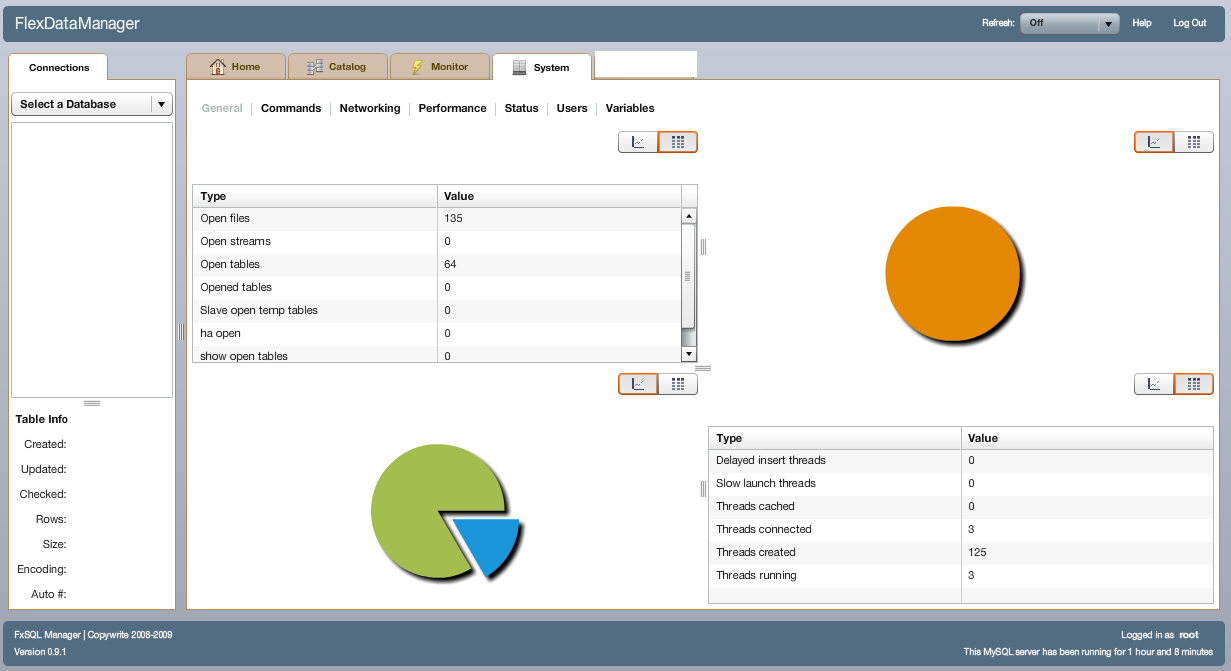 FlexDataManager
Refresh: Off Help Log Out
Connections
Home Catalog Monitor System
Select a Database
General Commands Networking Performance Status Users Variables
Type Value
Open files 135
Open streams 0
Open tables 64
Opened tables 0
Slave open temp tables 0
ha open 0
show open tables 0
Table Info
Created:
Updated:
Checked:
Rows:
Size:
Encoding:
Auto #:
Type Value
Delayed insert threads 0
Slow launch threads 0
Threads cached 0
Threads connected 3
Threads created 125
Threads running 3
FxSQL Manager | Copywrite 2008-2009
Version 0.9.1
Logged in as root
This MySQL server has been running for 1 hour and 8 minutes